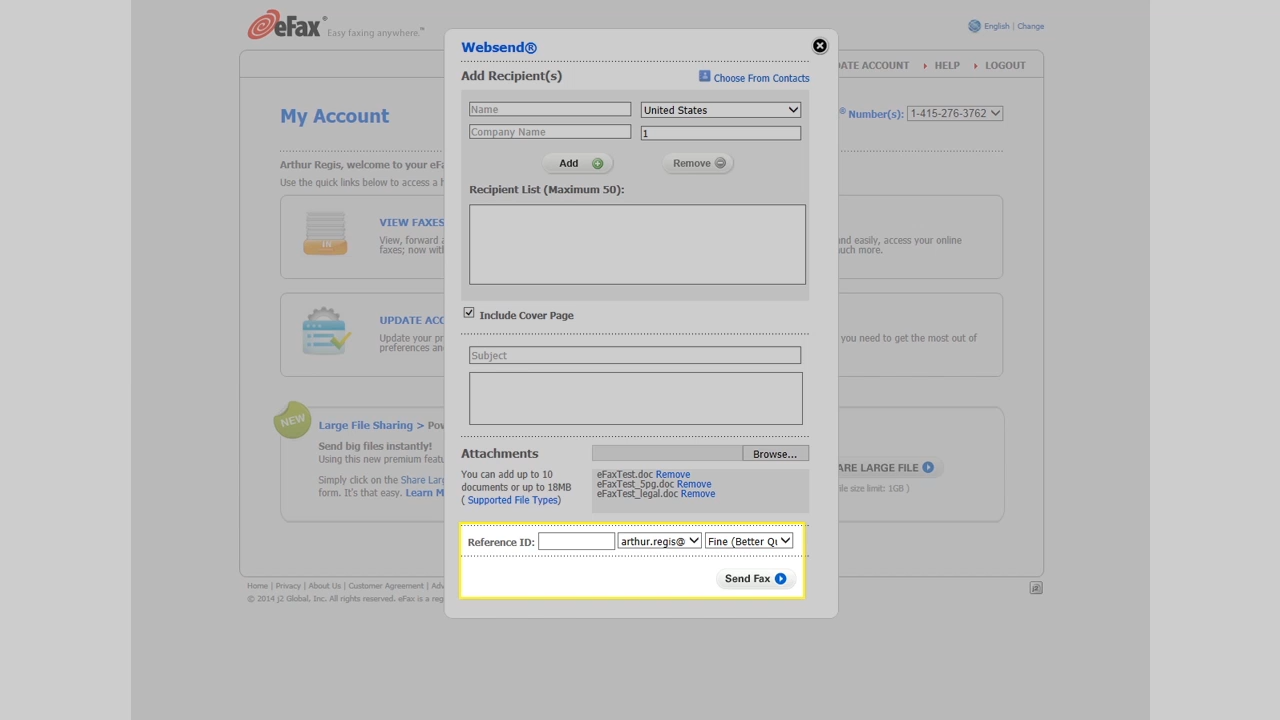 eFax® Easy faxing anywhere.™
English | Change
Websend®
DATE ACCOUNT HELP LOGOUT
Add Recipient(s)
Choose From Contacts
My Account
Name
United States
® Number(s): 1-415-276-3762
Company Name
1
Add
Remove
Arthur Regis, welcome to your eFa
Use the quick links below to access a
Recipient List (Maximum 50):
VIEW FAXES
IN
View, forward a
faxes; now with
and easily, access your online
uch more.
Include Cover Page
UPDATE ACC
Update your pr
preferences and
you need to get the most out of
Subject
NEW
Large File Sharing > Pow
Send big files instantly!
Using this new premium featu
Simply click on the Share Larg
form. It's that easy. Learn M
ARE LARGE FILE
file size limit: 1GB )
Attachments
Browse...
You can add up to 10
documents or up to 18MB
( Supported File Types)
eFaxTest.doc Remove
eFaxTest_5pg.doc Remove
eFaxTest_legal.doc Remove
Reference ID:
arthur.regis@
Fine (Better Qu
Send Fax
Home | Privacy | About Us | Customer Agreement | Adv
© 2014 j2 Global, Inc. All rights reserved. eFax is a reg